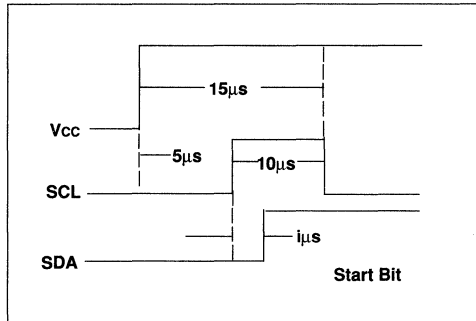 15μs
Vcc
5μs
SCL
10μs
iμs
SDA
Start Bit